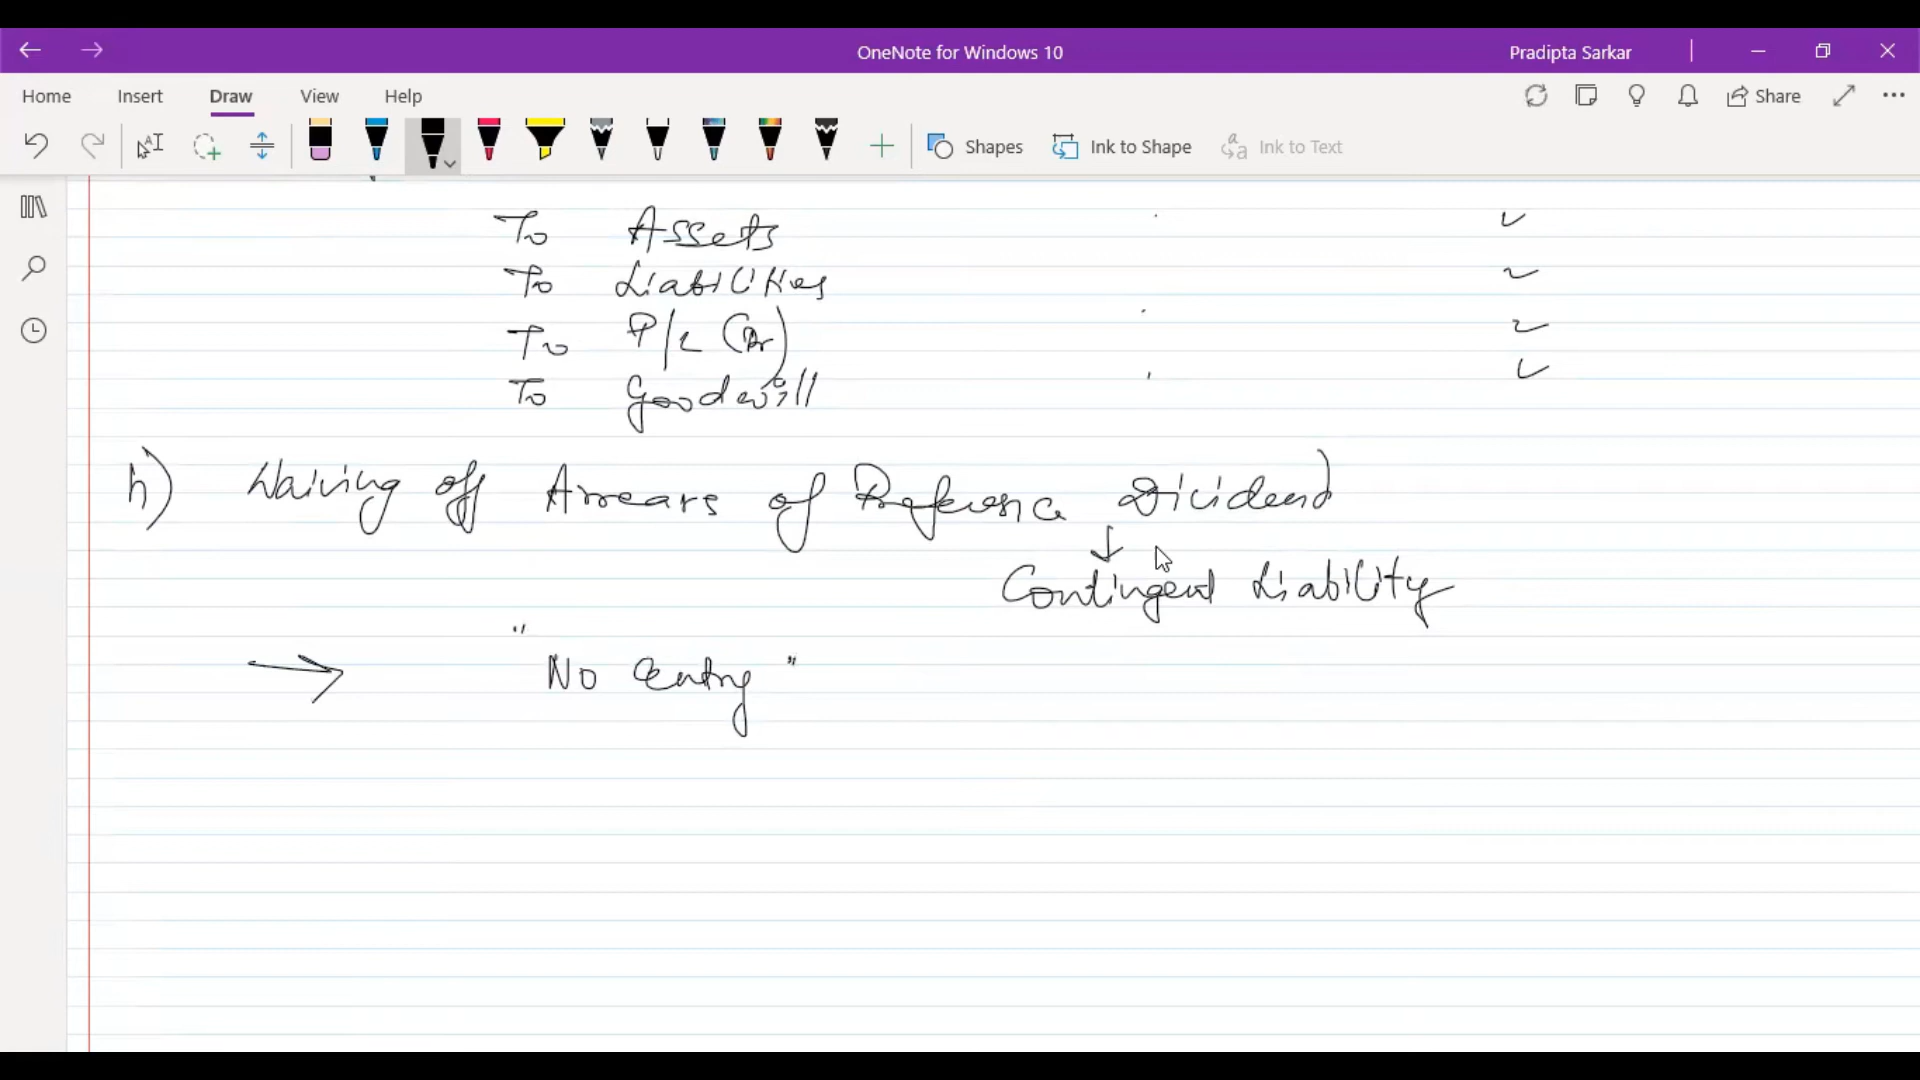 OneNote for Windows 10 Pradipta Sarkar
Home Insert Draw View Help Share
Shapes Ink to Shape Ink to Text
To Assets
To Liabilities
To P/L (Dr)
To Goodwill
h) Waiving off Arrears of Preference Dividend
Contingent Liability
"No Entry"